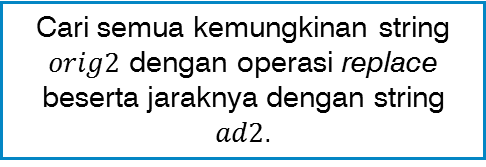 Cari semua kemungkinan string
orig2 dengan operasi replace
beserta jaraknya dengan string
ad2.